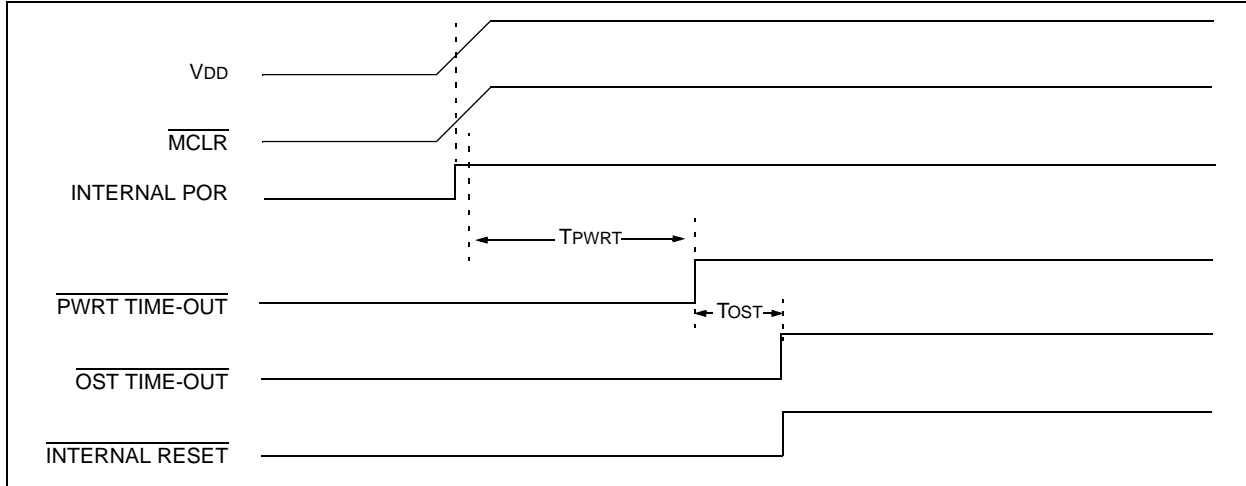 VDD
MCLR
INTERNAL POR
TPWRT
PWRT TIME-OUT
TOST
OST TIME-OUT
INTERNAL RESET